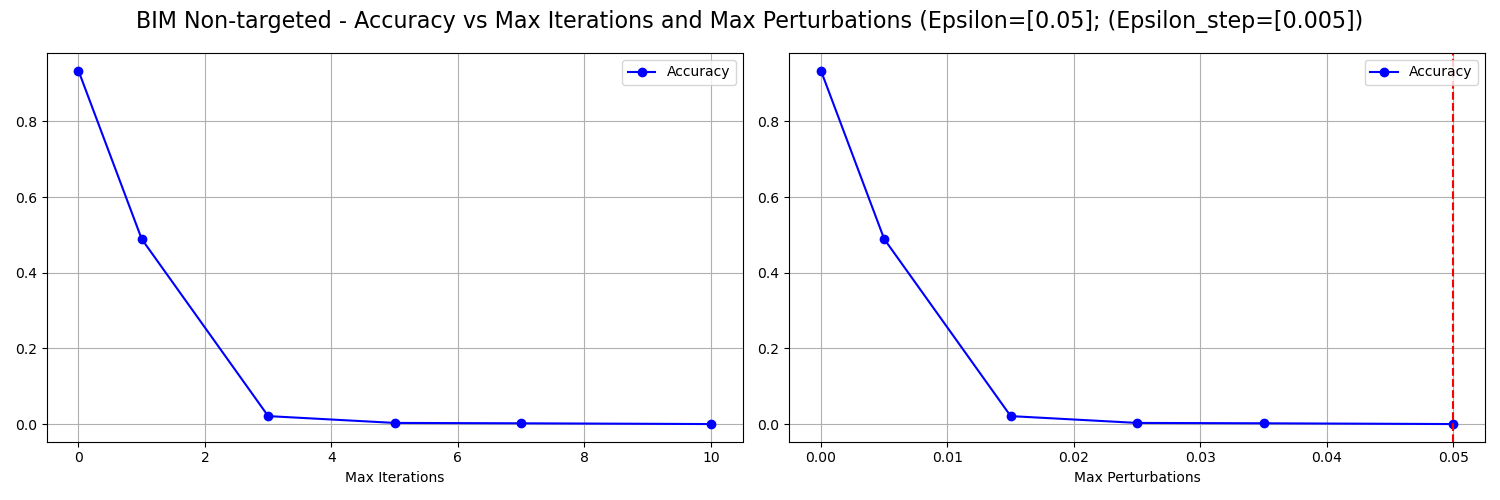 BIM Non-targeted - Accuracy vs Max Iterations and Max Perturbations (Epsilon=[0.05]; (Epsilon_step=[0.005])
Accuracy
0.8
0.6
0.4
0.2
0.0
0 2 4 6 8 10
Max Iterations
Accuracy
0.8
0.6
0.4
0.2
0.0
0.00 0.01 0.02 0.03 0.04 0.05
Max Perturbations